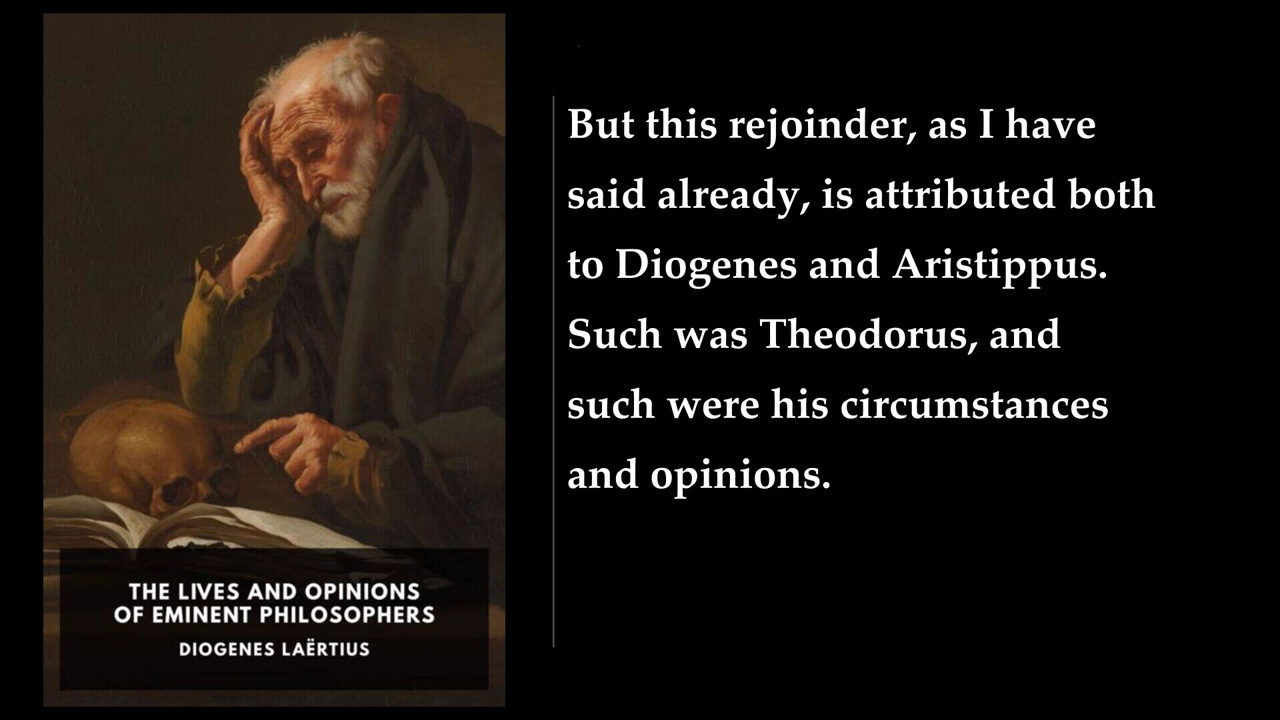 But this rejoinder, as I have
said already, is attributed both
to Diogenes and Aristippus.
Such was Theodorus, and
such were his circumstances
and opinions.
THE LIVES AND OPINIONS
OF EMINENT PHILOSOPHERS
DIOGENES LAËRTIUS